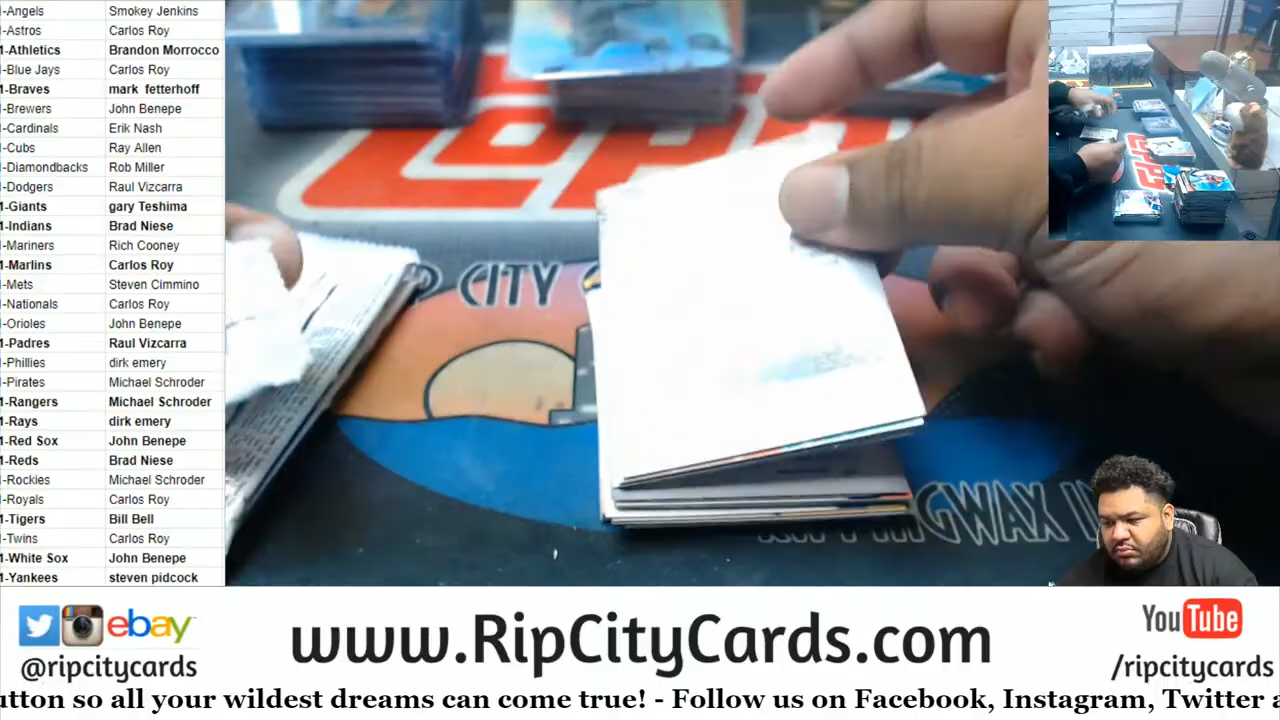 1-Angels Smokey Jenkins
-Astros Carlos Roy
1-Athletics Brandon Morrocco
-Blue Jays Carlos Roy
1-Braves mark fetterhoff
-Brewers John Benepe
-Cardinals Erik Nash
-Cubs Ray Allen
-Diamondbacks Rob Miller
-Dodgers Raul Vizcarra
1-Giants gary Teshima
1-Indians Brad Niese
-Mariners Rich Cooney
1-Marlins Carlos Roy
-Mets Steven Cimmino
-Nationals Carlos Roy
-Orioles John Benepe
1-Padres Raul Vizcarra
-Phillies dirk emery
-Pirates Michael Schroder
1-Rangers Michael Schroder
1-Rays dirk emery
1-Red Sox John Benepe
1-Reds Brad Niese
-Rockies Michael Schroder
-Royals Carlos Roy
1-Tigers Bill Bell
-Twins Carlos Roy
1-White Sox John Benepe
1-Yankees steven pidcock
TOPPS
P CITY
WAX
ebay
@ripcitycards
www.RipCityCards.com
YouTube
/ripcitycards
utton so all your wildest dreams can come true! - Follow us on Facebook, Instagram, Twitter a